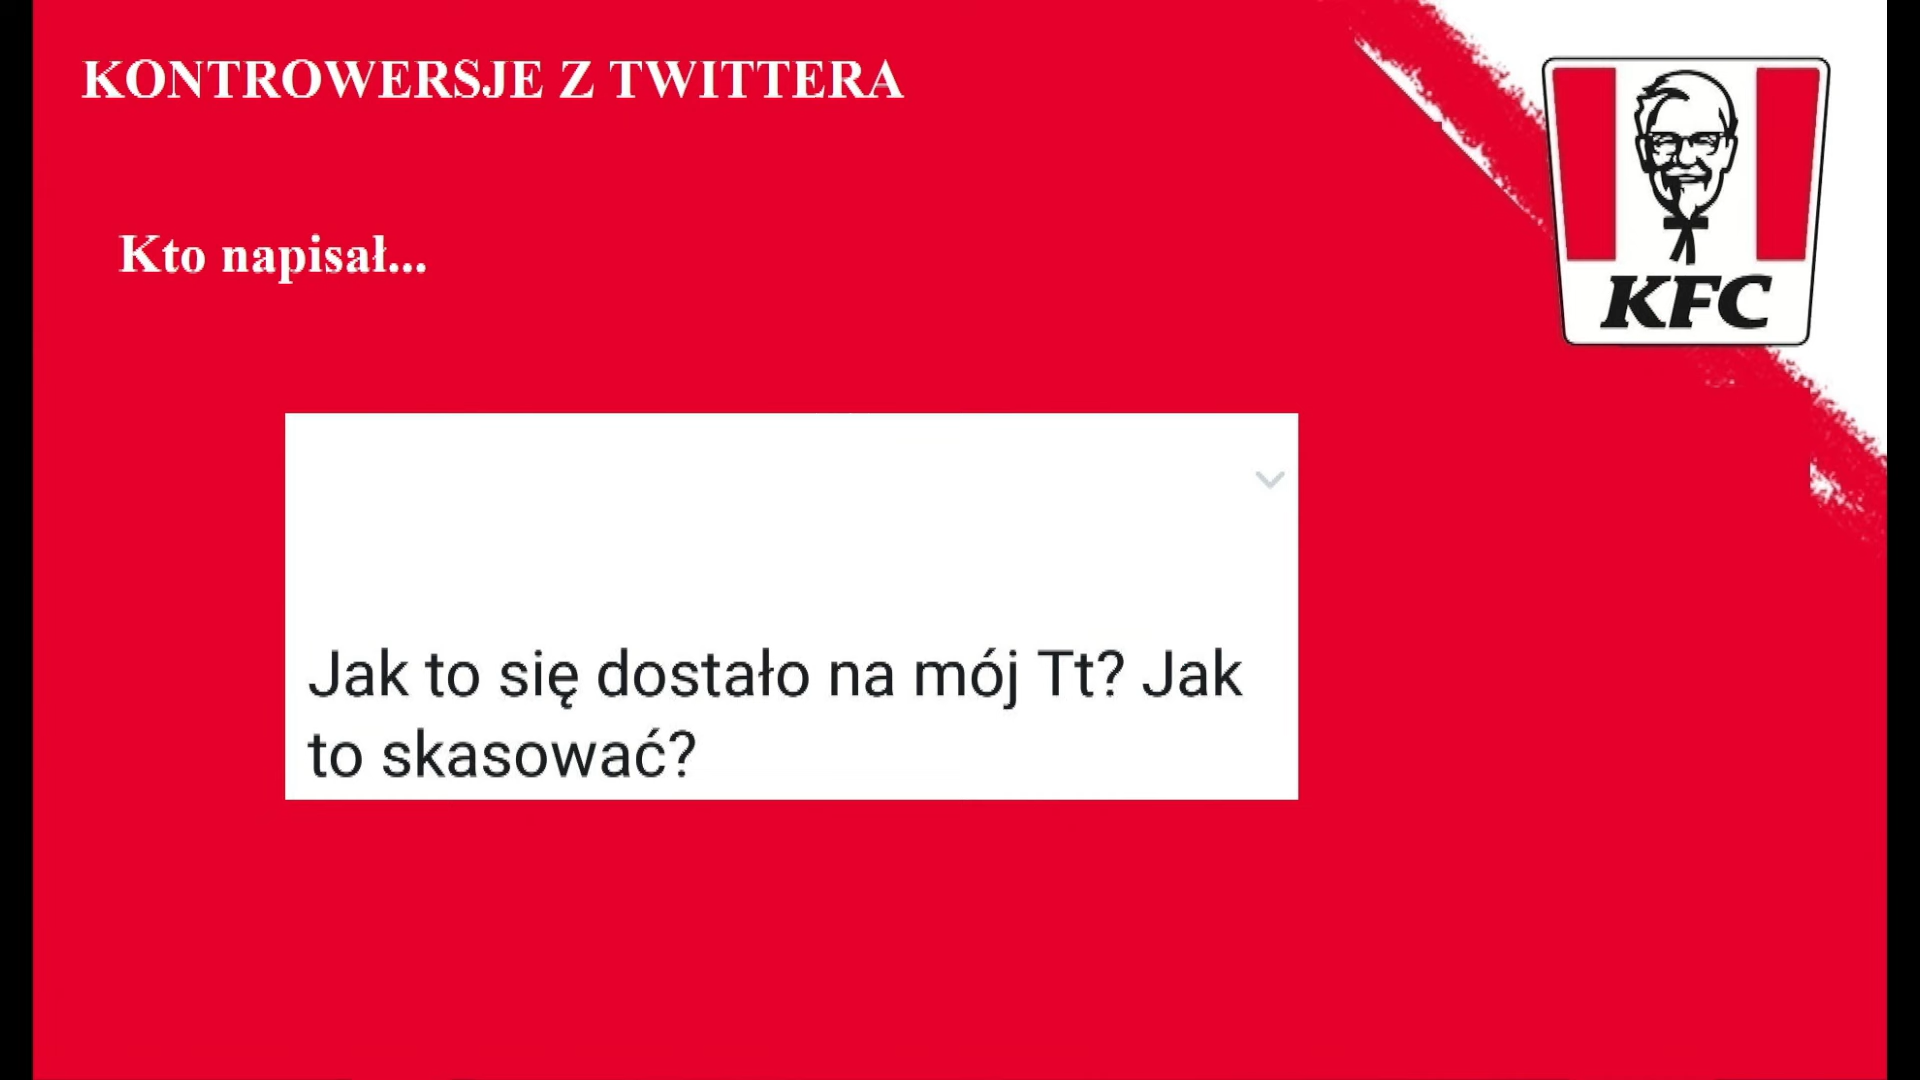 KONTROWERSJE Z TWITTERA
Kto napisał...
KFC
Jak to się dostało na mój Tt? Jak
to skasować?